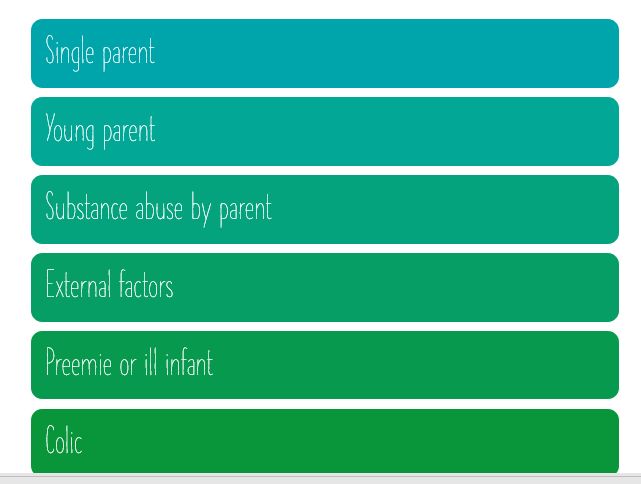 Single parent
Young parent
Substance abuse by parent
External factors
Preemie or ill infant
Colic